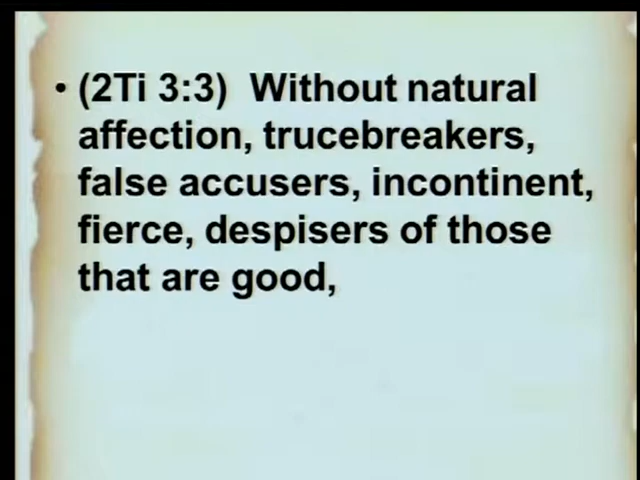 • (2Ti 3:3) Without natural
affection, trucebreakers,
false accusers, incontinent,
fierce, despisers of those
that are good,